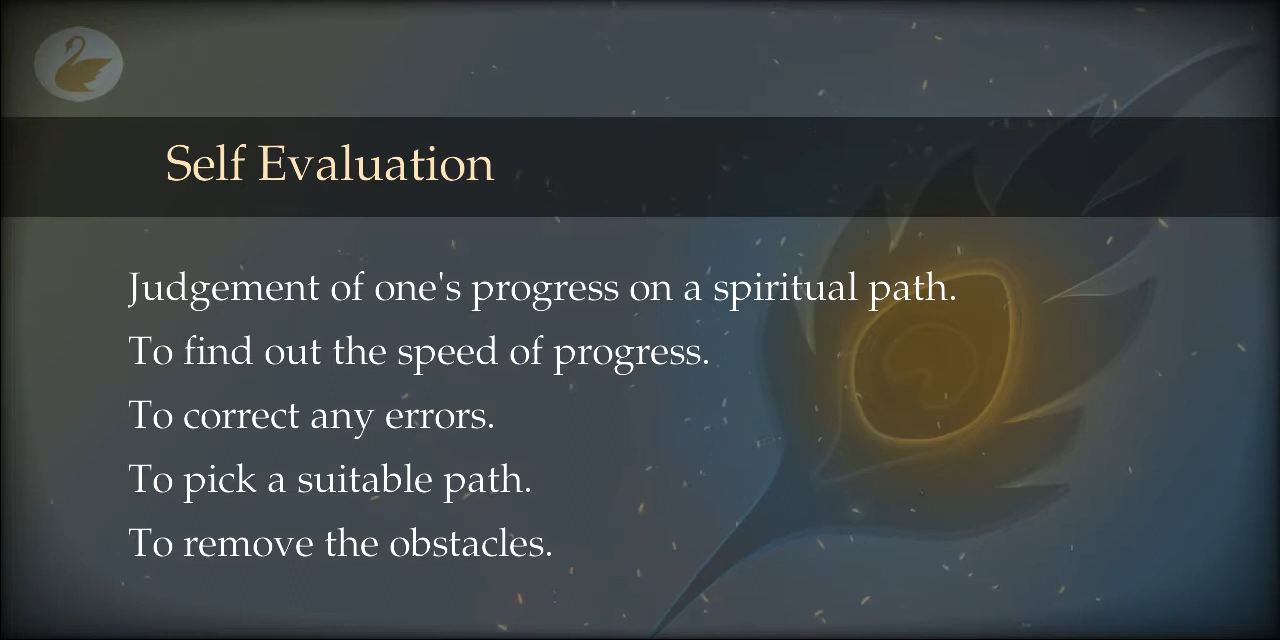 Self Evaluation
Judgement of one's progress on a spiritual path.
To find out the speed of progress.
To correct any errors.
To pick a suitable path.
To remove the obstacles.